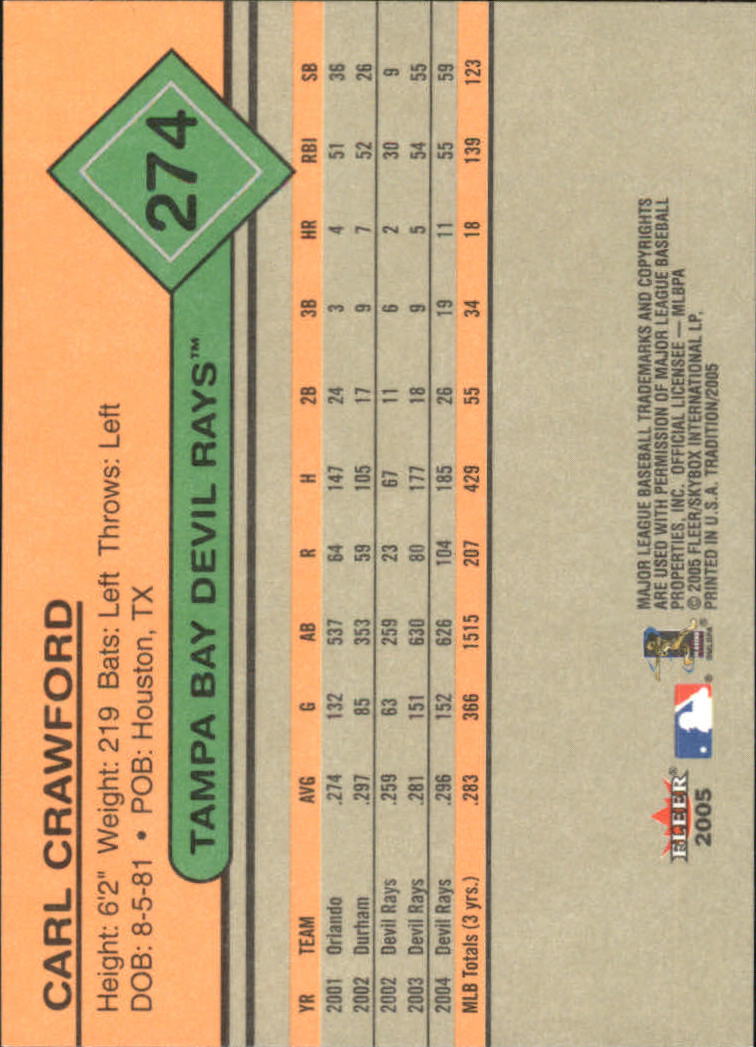 CARL CRAWFORD
Height: 6'2" Weight: 219 Bats: Left Throws: Left
DOB: 8-5-81 • POB: Houston, TX
274
TAMPA BAY DEVIL RAYS™
YR TEAM AVG G AB R H 2B 3B HR RBI SB
2001 Orlando .274 132 537 64 147 24 3 4 51 36
2002 Durham .297 85 353 59 105 17 9 7 52 26
2002 Devil Rays .259 63 259 23 67 11 6 2 30 9
2003 Devil Rays .281 151 630 80 177 18 9 5 54 55
2004 Devil Rays .296 152 626 104 185 26 19 11 55 59
MLB Totals (3 yrs.) .283 366 1515 207 429 55 34 18 139 123
MAJOR LEAGUE BASEBALL TRADEMARKS AND COPYRIGHTS
ARE USED WITH PERMISSION OF MAJOR LEAGUE BASEBALL
PROPERTIES, INC. OFFICIAL LICENSEE — MLBPA
© 2005 FLEER/SKYBOX INTERNATIONAL LP.
PRINTED IN U.S.A. TRADITION/2005
FLEER®
2005
®
®
©MLBPA